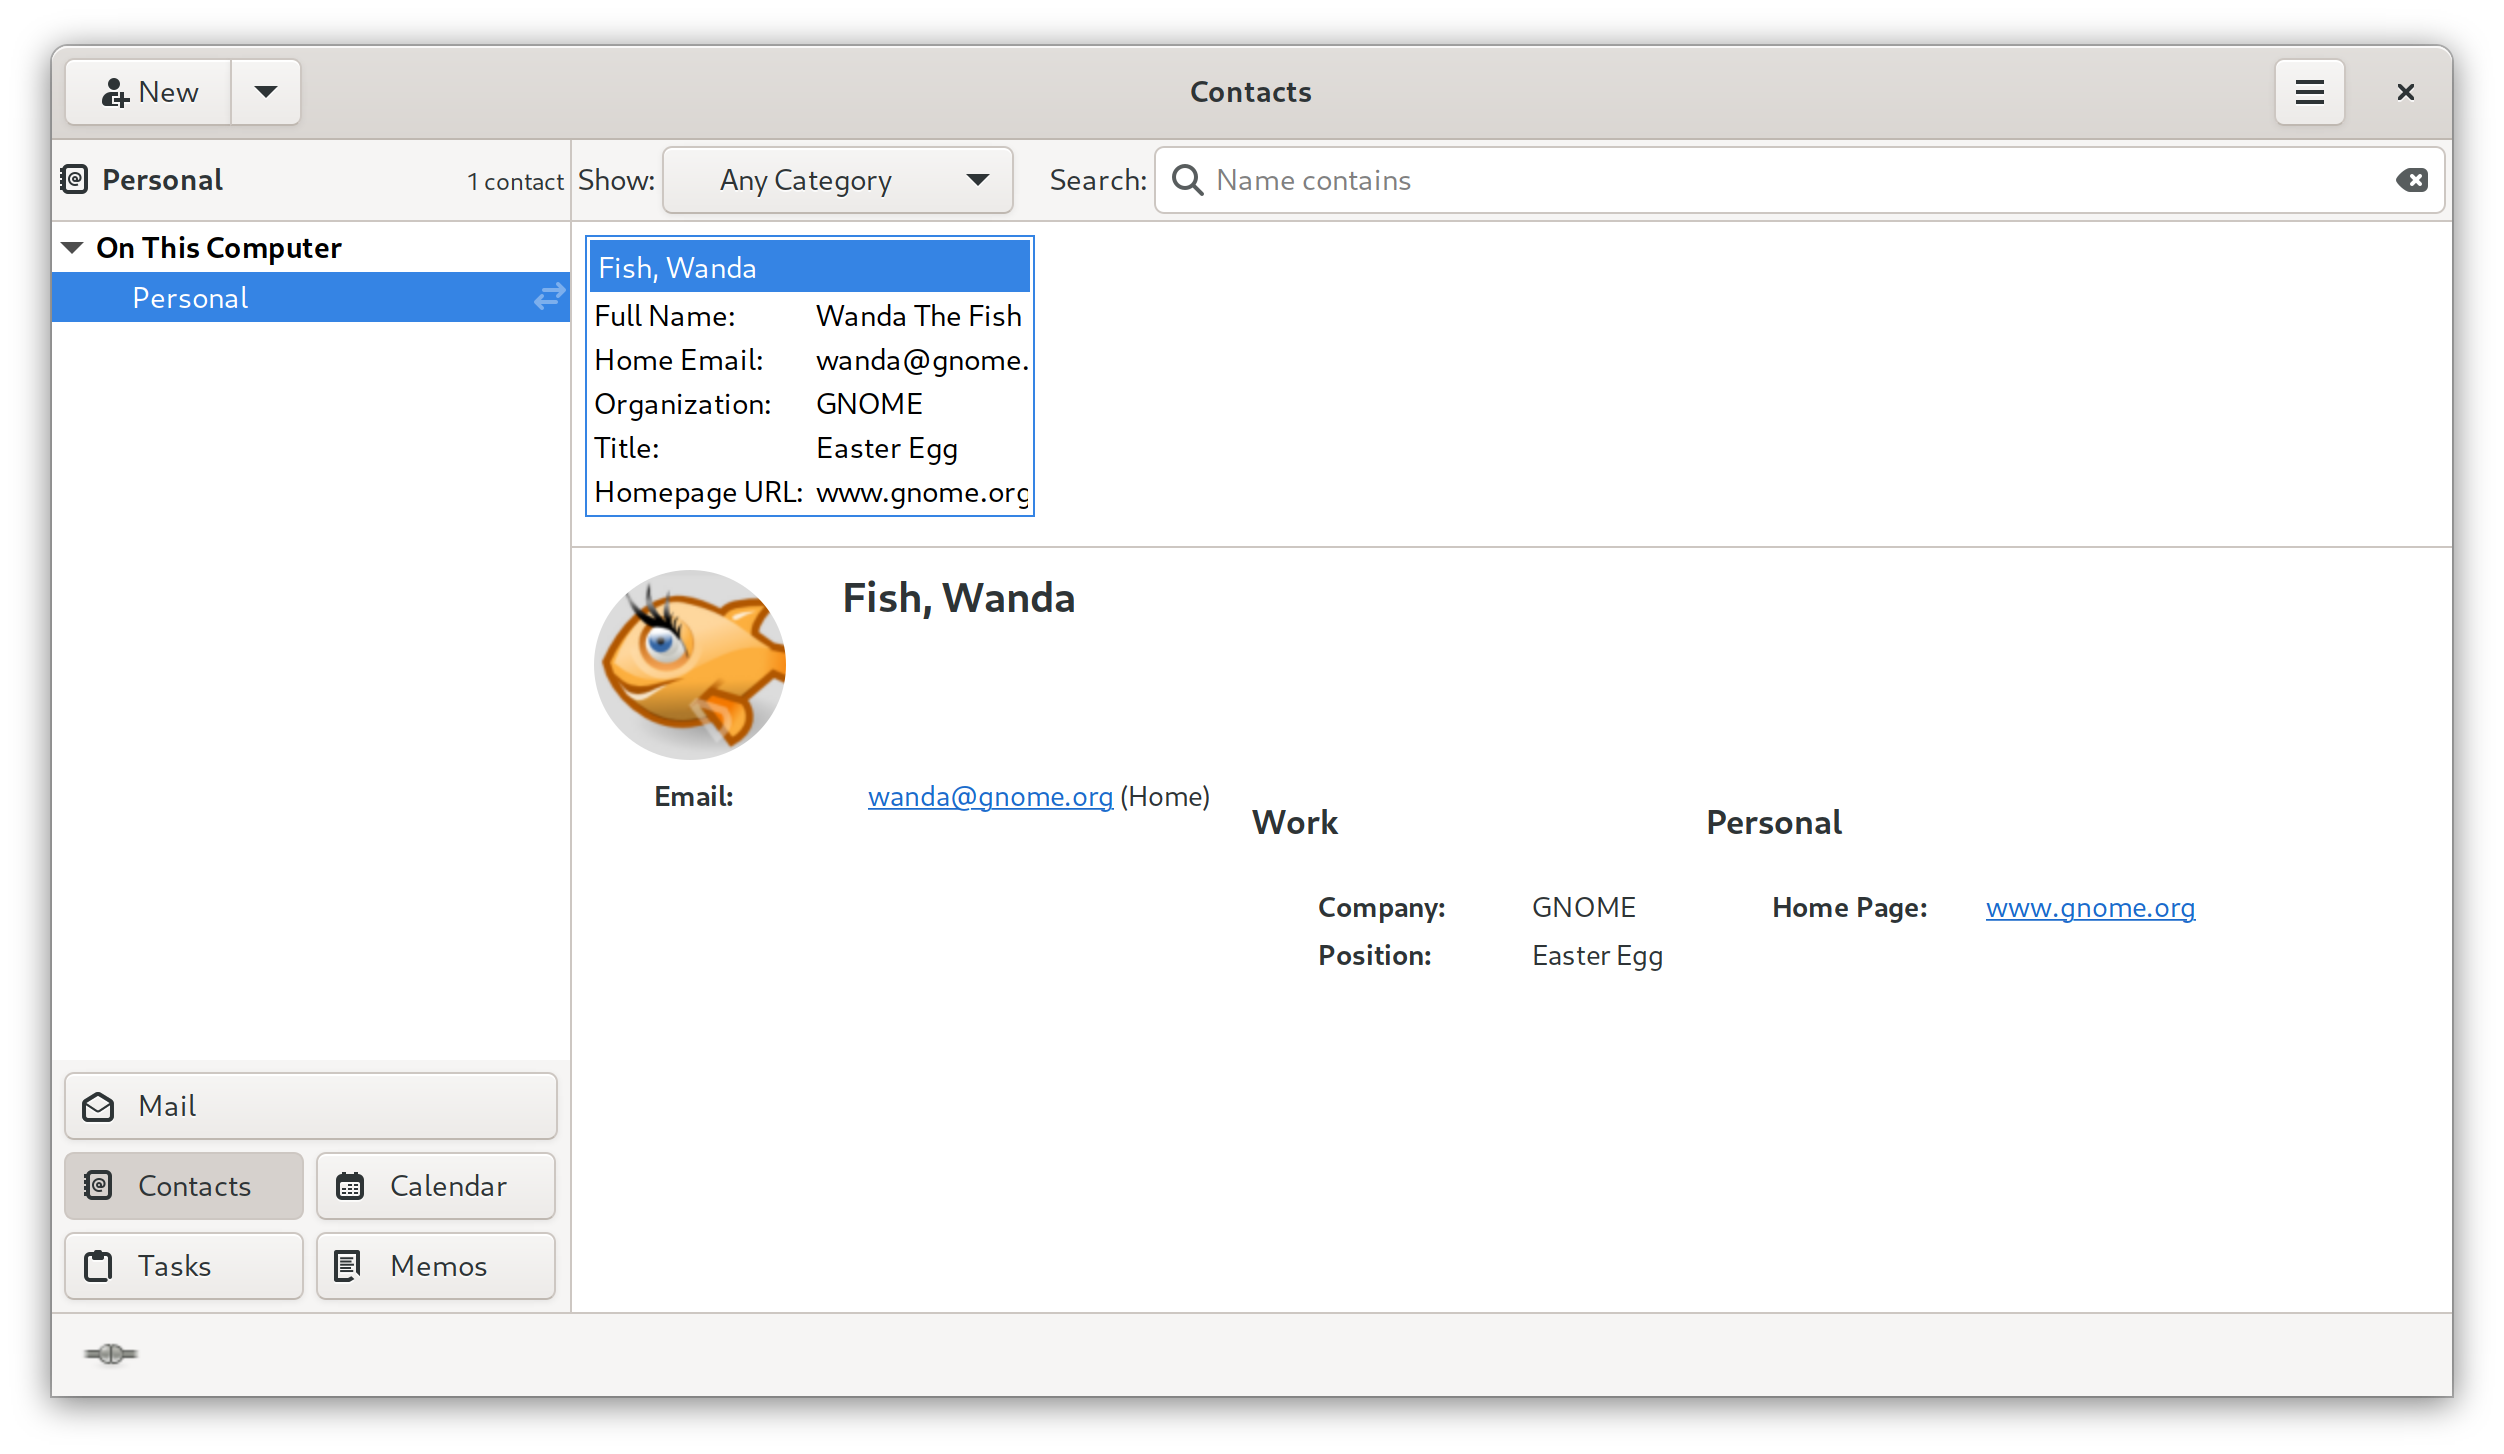 New
Contacts
Personal 1 contact
Show: Any Category Search: Name contains
On This Computer
Personal
Fish, Wanda
Full Name: Wanda The Fish
Home Email: wanda@gnome.
Organization: GNOME
Title: Easter Egg
Homepage URL: www.gnome.org
Fish, Wanda
Email: wanda@gnome.org (Home)
Work
Company: GNOME
Position: Easter Egg
Personal
Home Page: www.gnome.org
Mail
Contacts Calendar
Tasks Memos